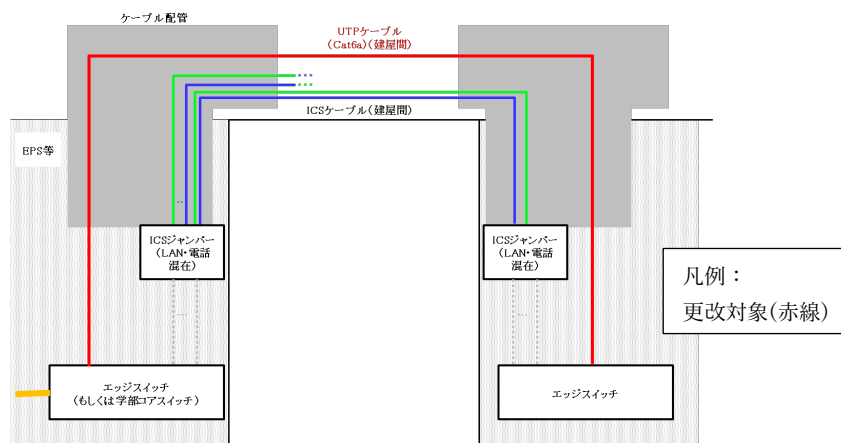 ケーブル配管
UTPケーブル
(Cat6a)(建屋間)
ICSケーブル(建屋間)
EPS等
ICSジャンパー
(LAN・電話
混在)
ICSジャンパー
(LAN・電話
混在)
凡例：
更改対象(赤線)
エッジスイッチ
(もしくは学部コアスイッチ)
エッジスイッチ